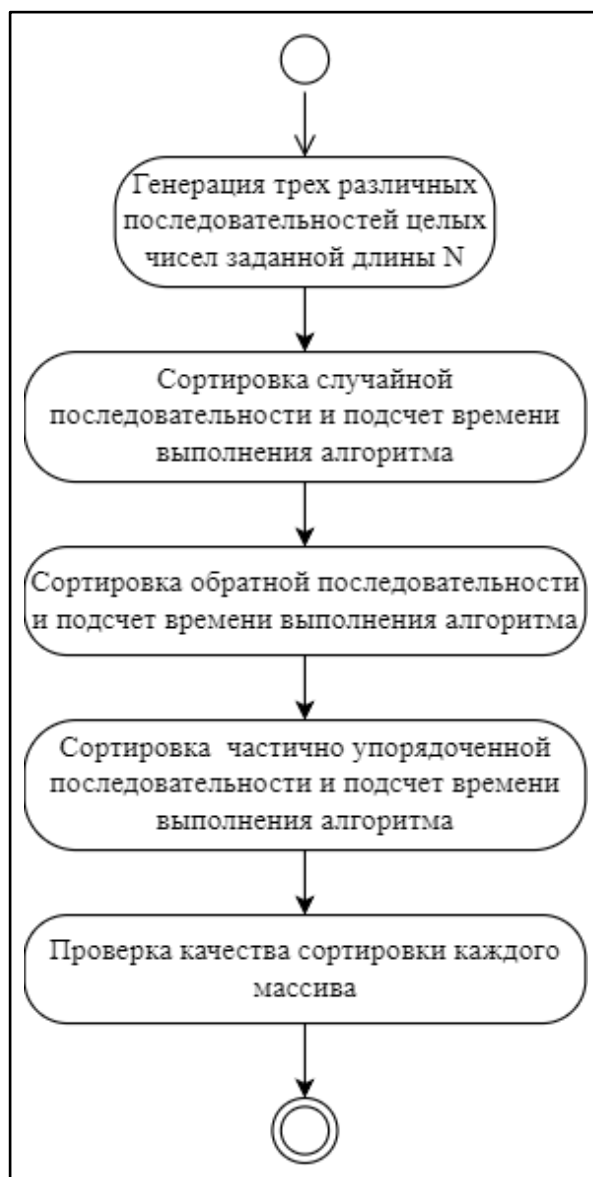 Генерация трех различных
последовательностей целых
чисел заданной длины N
Сортировка случайной
последовательности и подсчет времени
выполнения алгоритма
Сортировка обратной последовательности
и подсчет времени выполнения алгоритма
Сортировка частично упорядоченной
последовательности и подсчет времени
выполнения алгоритма
Проверка качества сортировки каждого
массива